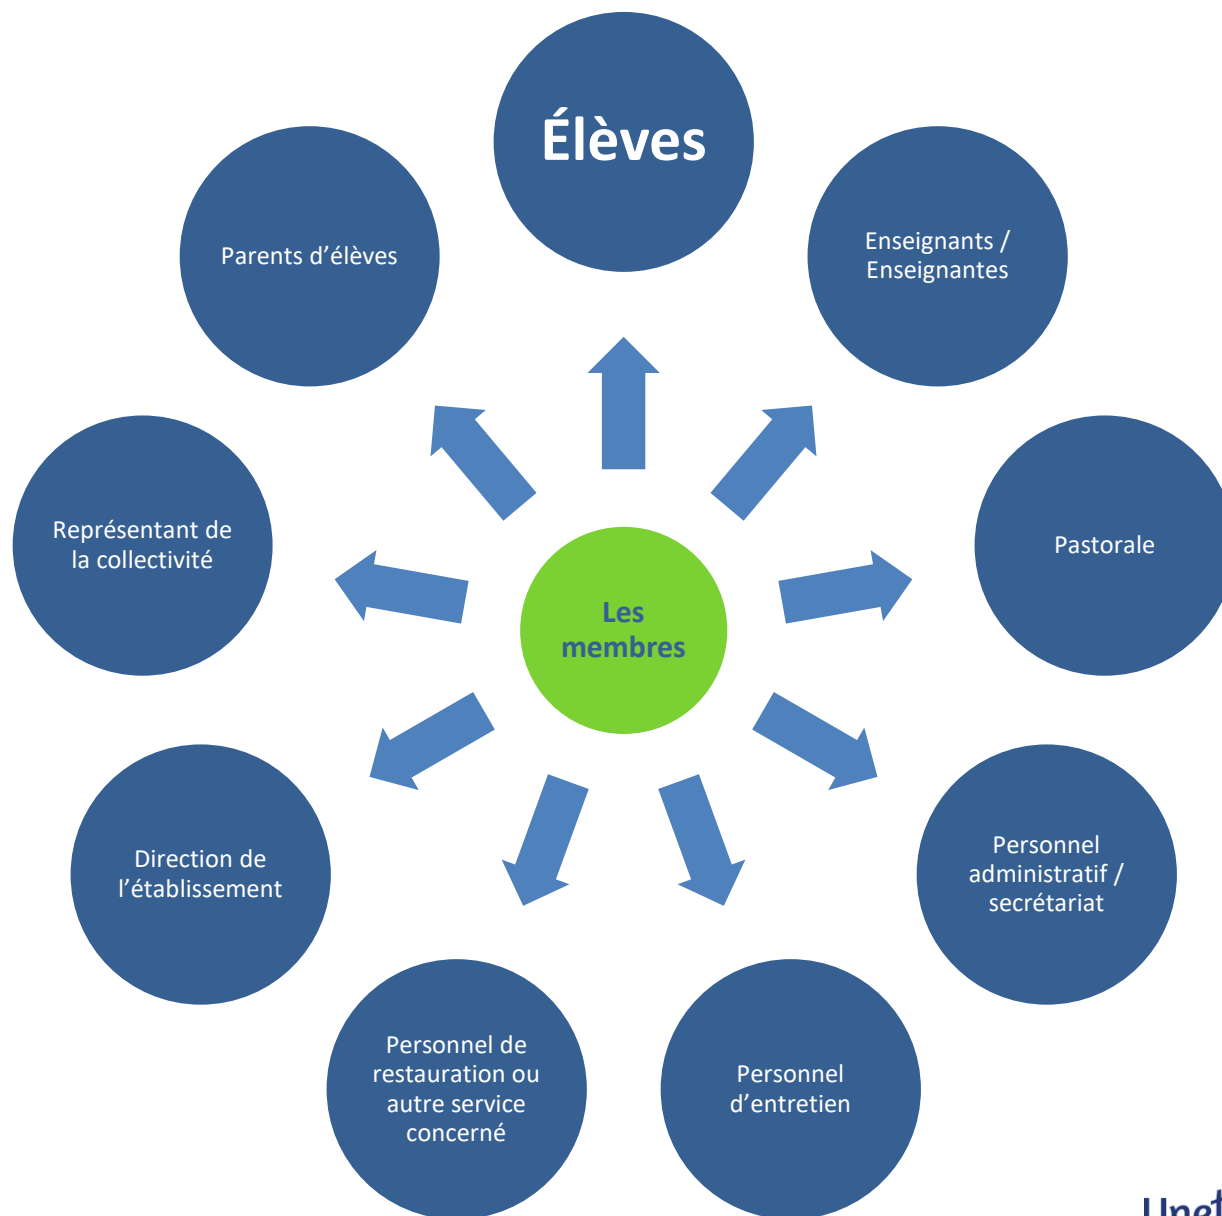 Élèves
Enseignants /
Enseignantes
Pastorale
Personnel
administratif /
secrétariat
Personnel
d’entretien
Personnel de
restauration ou
autre service
concerné
Direction de
l’établissement
Représentant de
la collectivité
Parents d’élèves
Les
membres